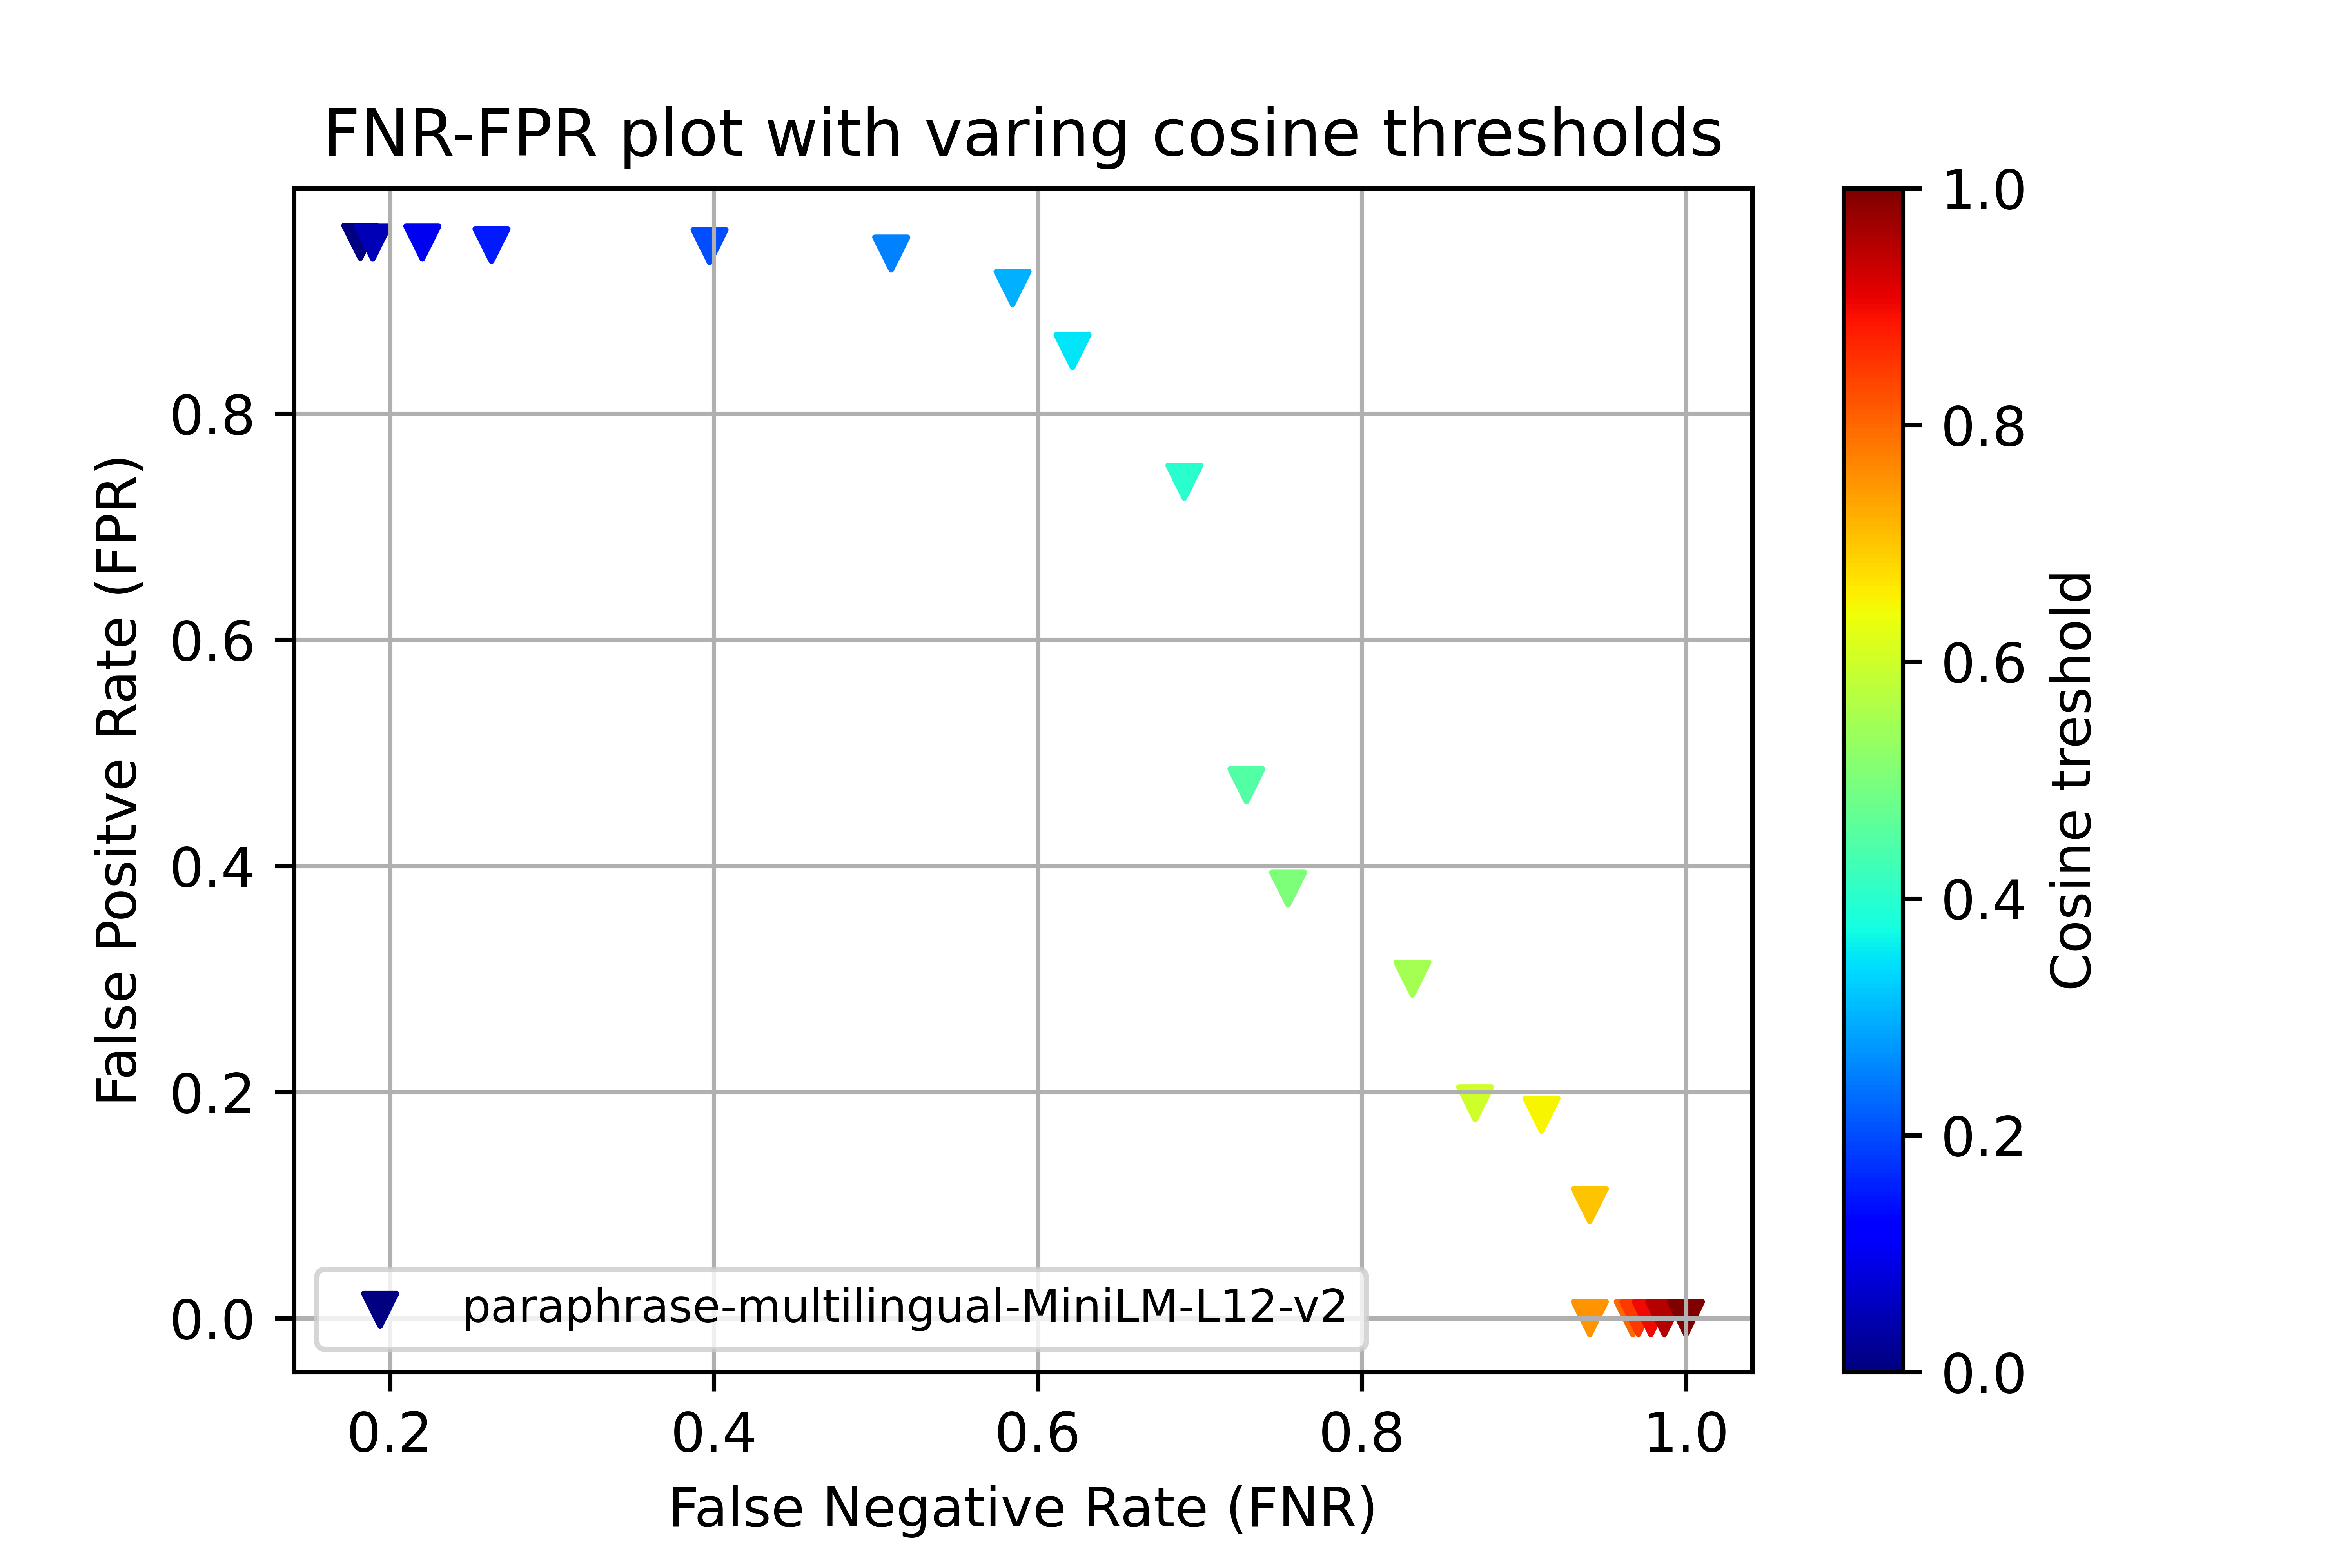 FNR-FPR plot with varing cosine thresholds
False Positve Rate (FPR)
0.8
0.6
0.4
0.2
0.0
paraphrase-multilingual-MiniLM-L12-v2
0.2 0.4 0.6 0.8 1.0
False Negative Rate (FNR)
1.0
0.8
0.6
0.4
0.2
0.0
Cosine treshold